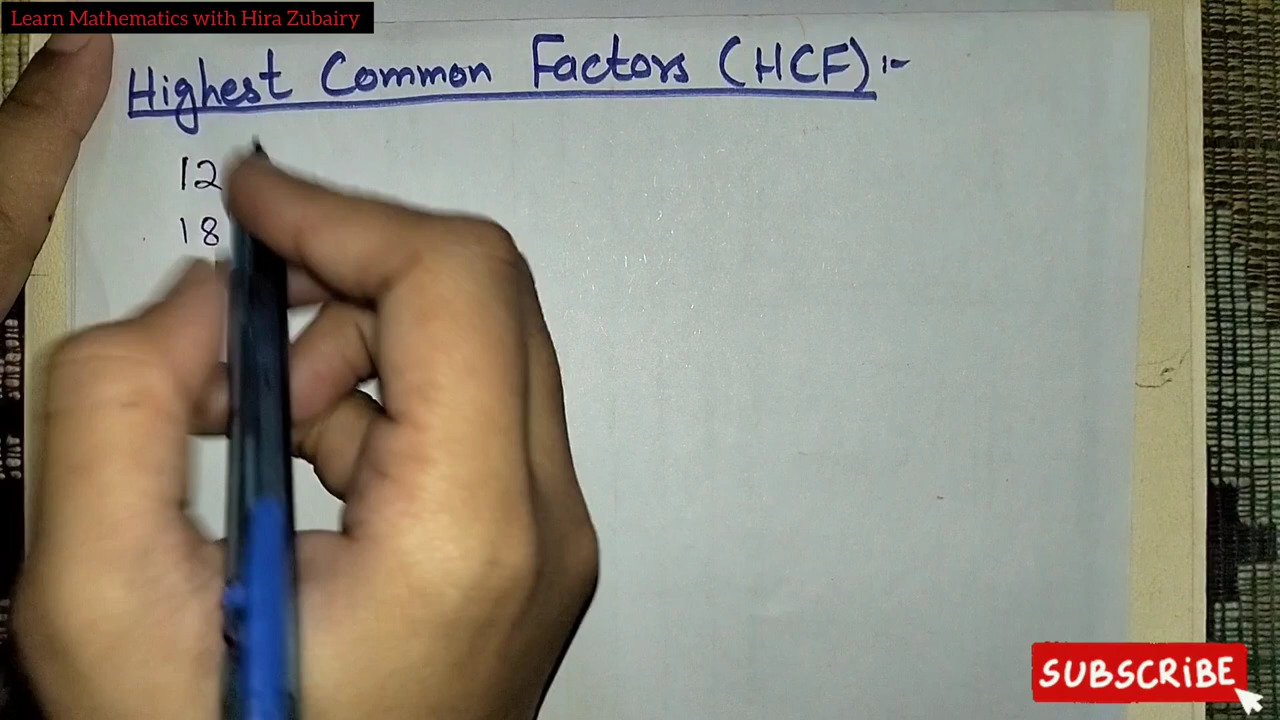 Learn Mathematics with Hira Zubairy
Highest Common Factors (HCF):-
12
18
SUBSCRIBE